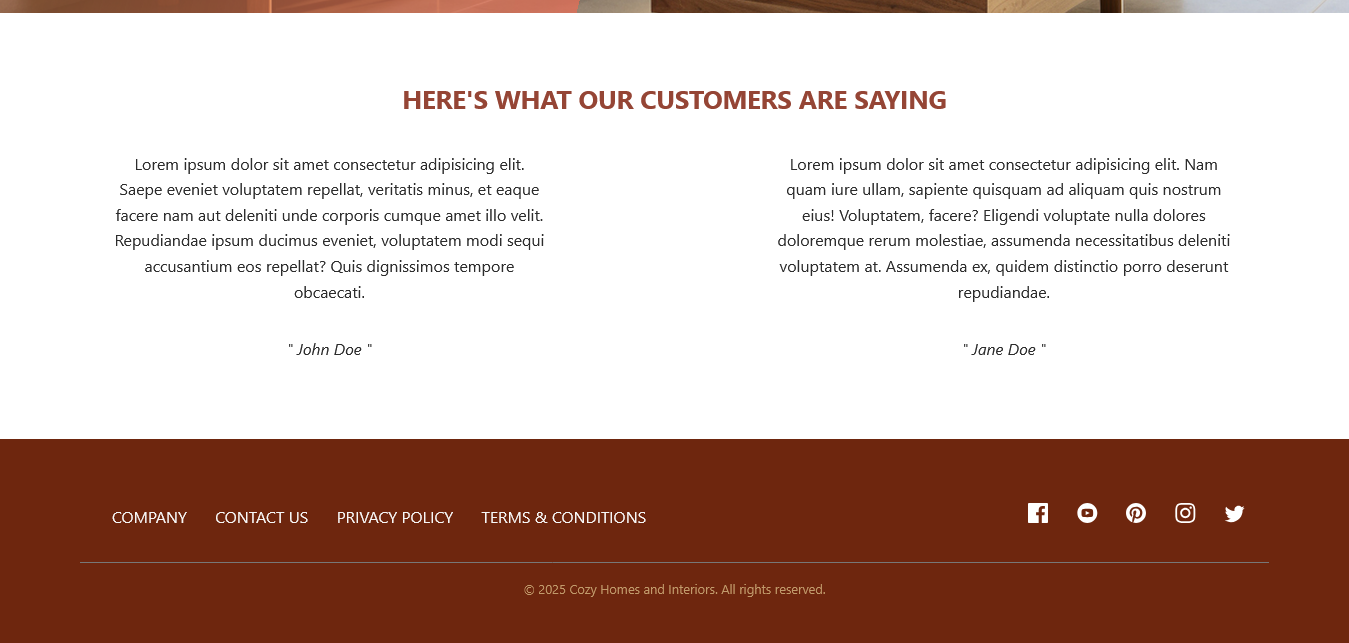 HERE'S WHAT OUR CUSTOMERS ARE SAYING
Lorem ipsum dolor sit amet consectetur adipisicing elit.
Saepe eveniet voluptatem repellat, veritatis minus, et eaque
facere nam aut deleniti unde corporis cumque amet illo velit.
Repudiandae ipsum ducimus eveniet, voluptatem modi sequi
accusantium eos repellat? Quis dignissimos tempore
obcaecati.
" John Doe "
Lorem ipsum dolor sit amet consectetur adipisicing elit. Nam
quam iure ullam, sapiente quisquam ad aliquam quis nostrum
eius! Voluptatem, facere? Eligendi voluptate nulla dolores
doloremque rerum molestiae, assumenda necessitatibus deleniti
voluptatem at. Assumenda ex, quidem distinctio porro deserunt
repudiandae.
" Jane Doe "
COMPANY CONTACT US PRIVACY POLICY TERMS & CONDITIONS
© 2025 Cozy Homes and Interiors. All rights reserved.